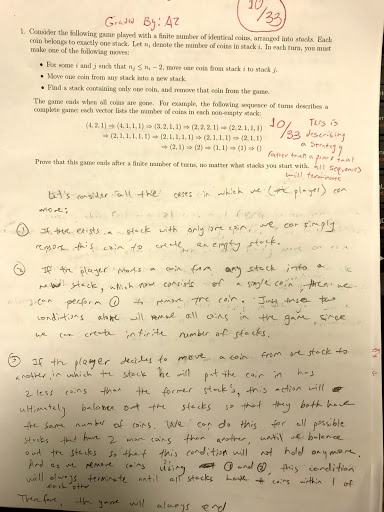 Graded By: AZ
10/33
1. Consider the following game played with a finite number of identical coins, arranged into stacks. Each
coin belongs to exactly one stack. Let nᵢ denote the number of coins in stack i. In each turn, you must
make one of the following moves:
• For some i and j such that nⱼ ≤ nᵢ − 2, move one coin from stack i to stack j.
• Move one coin from any stack into a new stack.
• Find a stack containing only one coin, and remove that coin from the game.
The game ends when all coins are gone. For example, the following sequence of turns describes a
complete game; each vector lists the number of coins in each non-empty stack:
(4, 2, 1) ⇒ (4, 1, 1, 1) ⇒ (3, 2, 1, 1) ⇒ (2, 2, 2, 1) ⇒ (2, 2, 1, 1, 1)
⇒ (2, 1, 1, 1, 1, 1) ⇒ (2, 1, 1, 1, 1) ⇒ (2, 1, 1, 1) ⇒ (2, 1, 1)
⇒ (2, 1) ⇒ (2) ⇒ (1, 1) ⇒ (1) ⇒ ()
10/33 This is
describing
a strategy
rather than a proof that
all sequences
will terminate
Prove that this game ends after a finite number of turns, no matter what stacks you start with.
Let's consider all the cases in which we (the player) can
move:
① If there exists a stack with only one coin, we can simply
remove this coin to create an empty stack.
② If the player moves a coin from any stack into a
new stack, which now consists of a single coin, then we
can perform ① to remove the coin. Just these two
conditions alone will remove all coins in the game since
we can create infinite number of stacks.
③ If the player decides to move a coin from one stack to
another, in which the stack he will put the coin in has
2 less coins than the former stack's, this action will
ultimately balance out the stacks so that they both have
the same number of coins. We can do this for all possible
stacks that have 2 more coins than another, until we balance
out the stacks so that this condition will not hold anymore.
And as we remove coins using ① and ②, this condition
will always terminate until all stacks have coins within 1 of
each other
Therefore, the game will always end